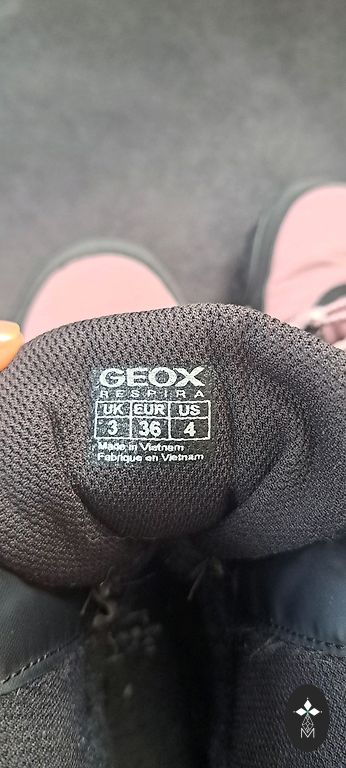 GEOX
RESPIRA
UK EUR US
3 36 4
Made in Vietnam
Fabriqué en Vietnam